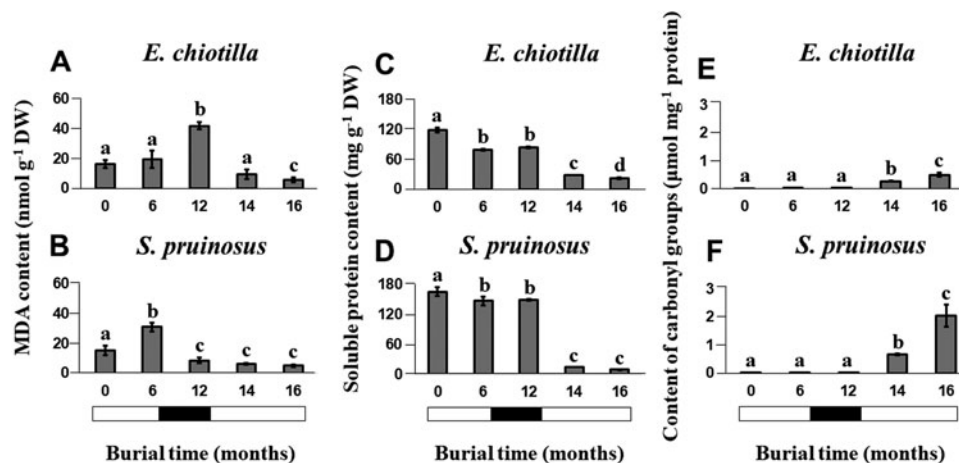 A
E. chiotilla
MDA content (nmol g⁻¹ DW)
60
40
20
0
a
a
b
a
c
0 6 12 14 16
B
S. pruinosus
60
40
20
0
a
b
c
c
c
0 6 12 14 16
Burial time (months)
C
E. chiotilla
Soluble protein content (mg g⁻¹ DW)
180
120
60
0
a
b
b
c
d
0 6 12 14 16
D
S. pruinosus
180
120
60
0
a
b
b
c
c
0 6 12 14 16
Burial time (months)
E
E. chiotilla
Content of carbonyl groups (µmol mg⁻¹ protein)
3
2
1
0
a
a
a
b
c
0 6 12 14 16
F
S. pruinosus
3
2
1
0
a
a
a
b
c
0 6 12 14 16
Burial time (months)